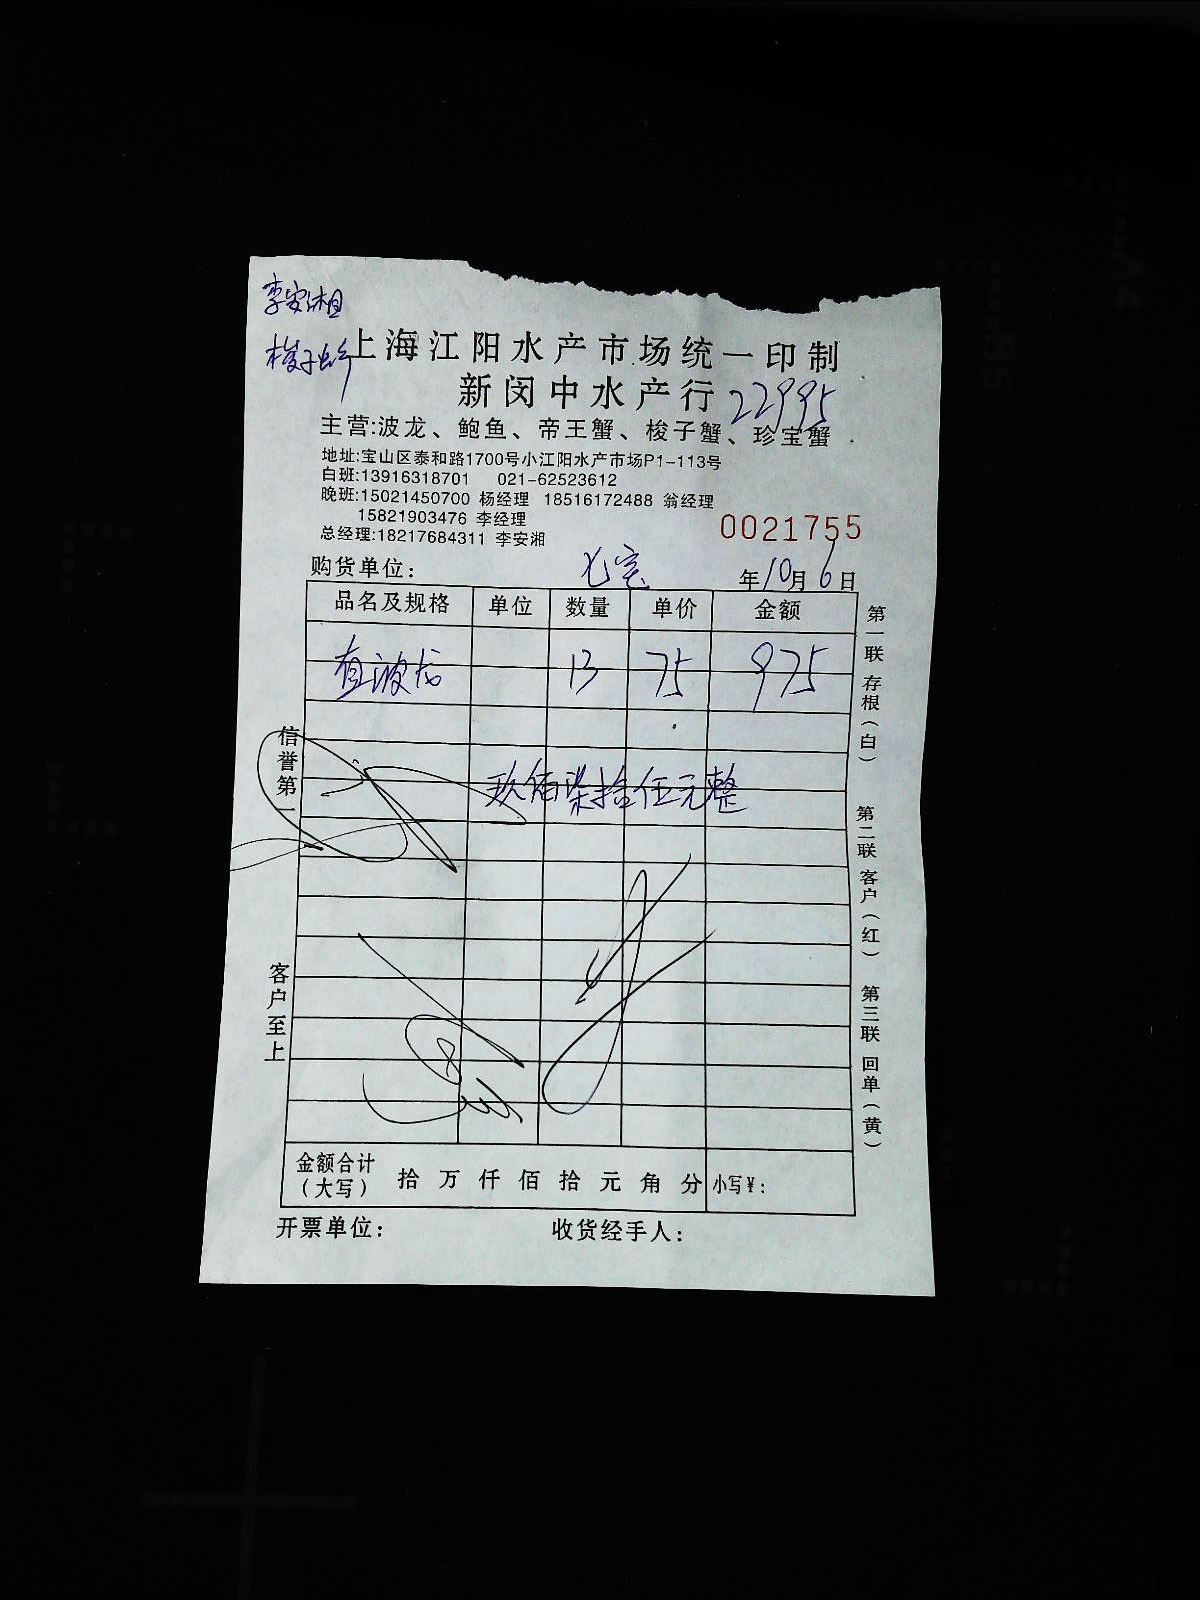 李安湘
梭子蟹
上海江阳水产市场统一印制
新闵中水产行
22995
主营:波龙、鲍鱼、帝王蟹、梭子蟹、珍宝蟹
地址:宝山区泰和路1700号小江阳水产市场P1-113号
白班:13916318701 021-62523612
晚班:15021450700 杨经理 18516172488 翁经理
15821903476 李经理
总经理:18217684311 李安湘
0021755
购货单位: 七宝 年10月6日
品名及规格 单位 数量 单价 金额
波龙 13 75 975
玖佰柒拾伍元整
信誉第一
客户至上
第一联 存根(白)
第二联 客户(红)
第三联 回单(黄)
金额合计
(大写) 拾 万 仟 佰 拾 元 角 分 小写¥:
开票单位: 收货经手人: